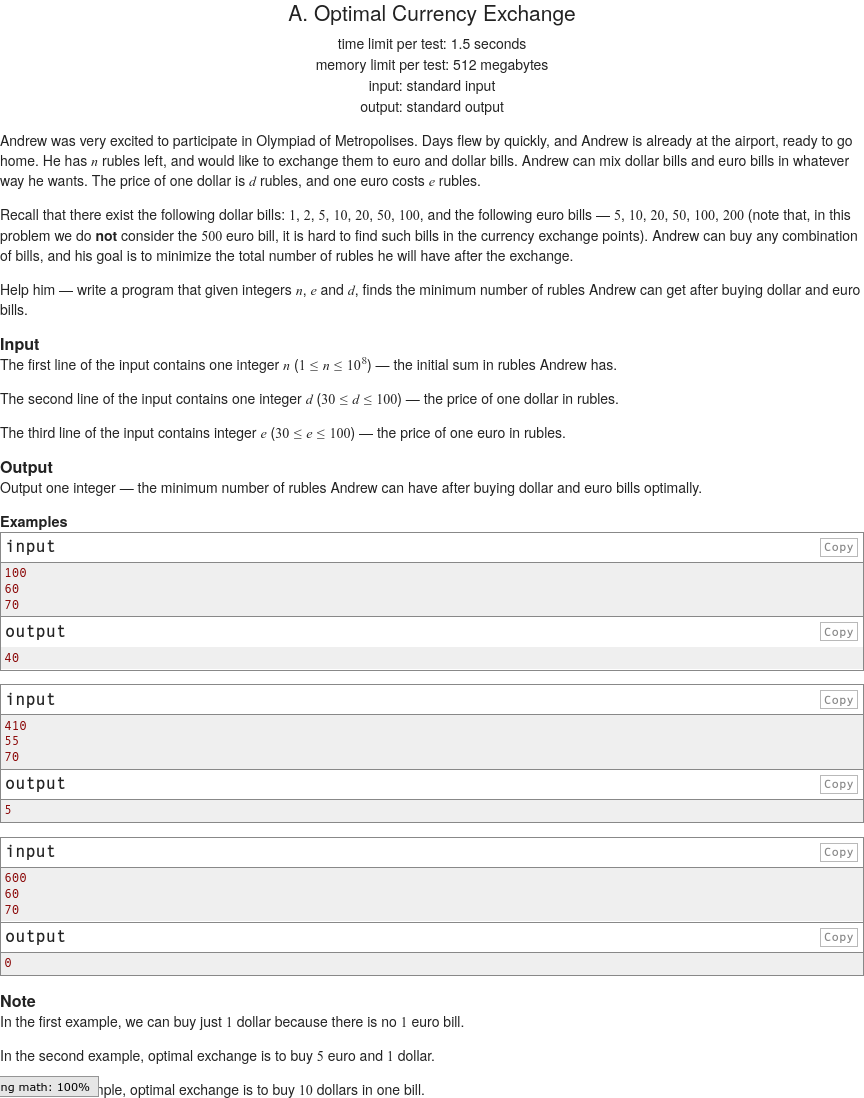 A. Optimal Currency Exchange
time limit per test: 1.5 seconds
memory limit per test: 512 megabytes
input: standard input
output: standard output
Andrew was very excited to participate in Olympiad of Metropolises. Days flew by quickly, and Andrew is already at the airport, ready to go
home. He has n rubles left, and would like to exchange them to euro and dollar bills. Andrew can mix dollar bills and euro bills in whatever
way he wants. The price of one dollar is d rubles, and one euro costs e rubles.
Recall that there exist the following dollar bills: 1, 2, 5, 10, 20, 50, 100, and the following euro bills — 5, 10, 20, 50, 100, 200 (note that, in this
problem we do not consider the 500 euro bill, it is hard to find such bills in the currency exchange points). Andrew can buy any combination
of bills, and his goal is to minimize the total number of rubles he will have after the exchange.
Help him — write a program that given integers n, e and d, finds the minimum number of rubles Andrew can get after buying dollar and euro
bills.
Input
The first line of the input contains one integer n (1 ≤ n ≤ 10⁸) — the initial sum in rubles Andrew has.
The second line of the input contains one integer d (30 ≤ d ≤ 100) — the price of one dollar in rubles.
The third line of the input contains integer e (30 ≤ e ≤ 100) — the price of one euro in rubles.
Output
Output one integer — the minimum number of rubles Andrew can have after buying dollar and euro bills optimally.
Examples
input Copy
100
60
70
output Copy
40
input Copy
410
55
70
output Copy
5
input Copy
600
60
70
output Copy
0
Note
In the first example, we can buy just 1 dollar because there is no 1 euro bill.
In the second example, optimal exchange is to buy 5 euro and 1 dollar.
ng math: 100% mple, optimal exchange is to buy 10 dollars in one bill.